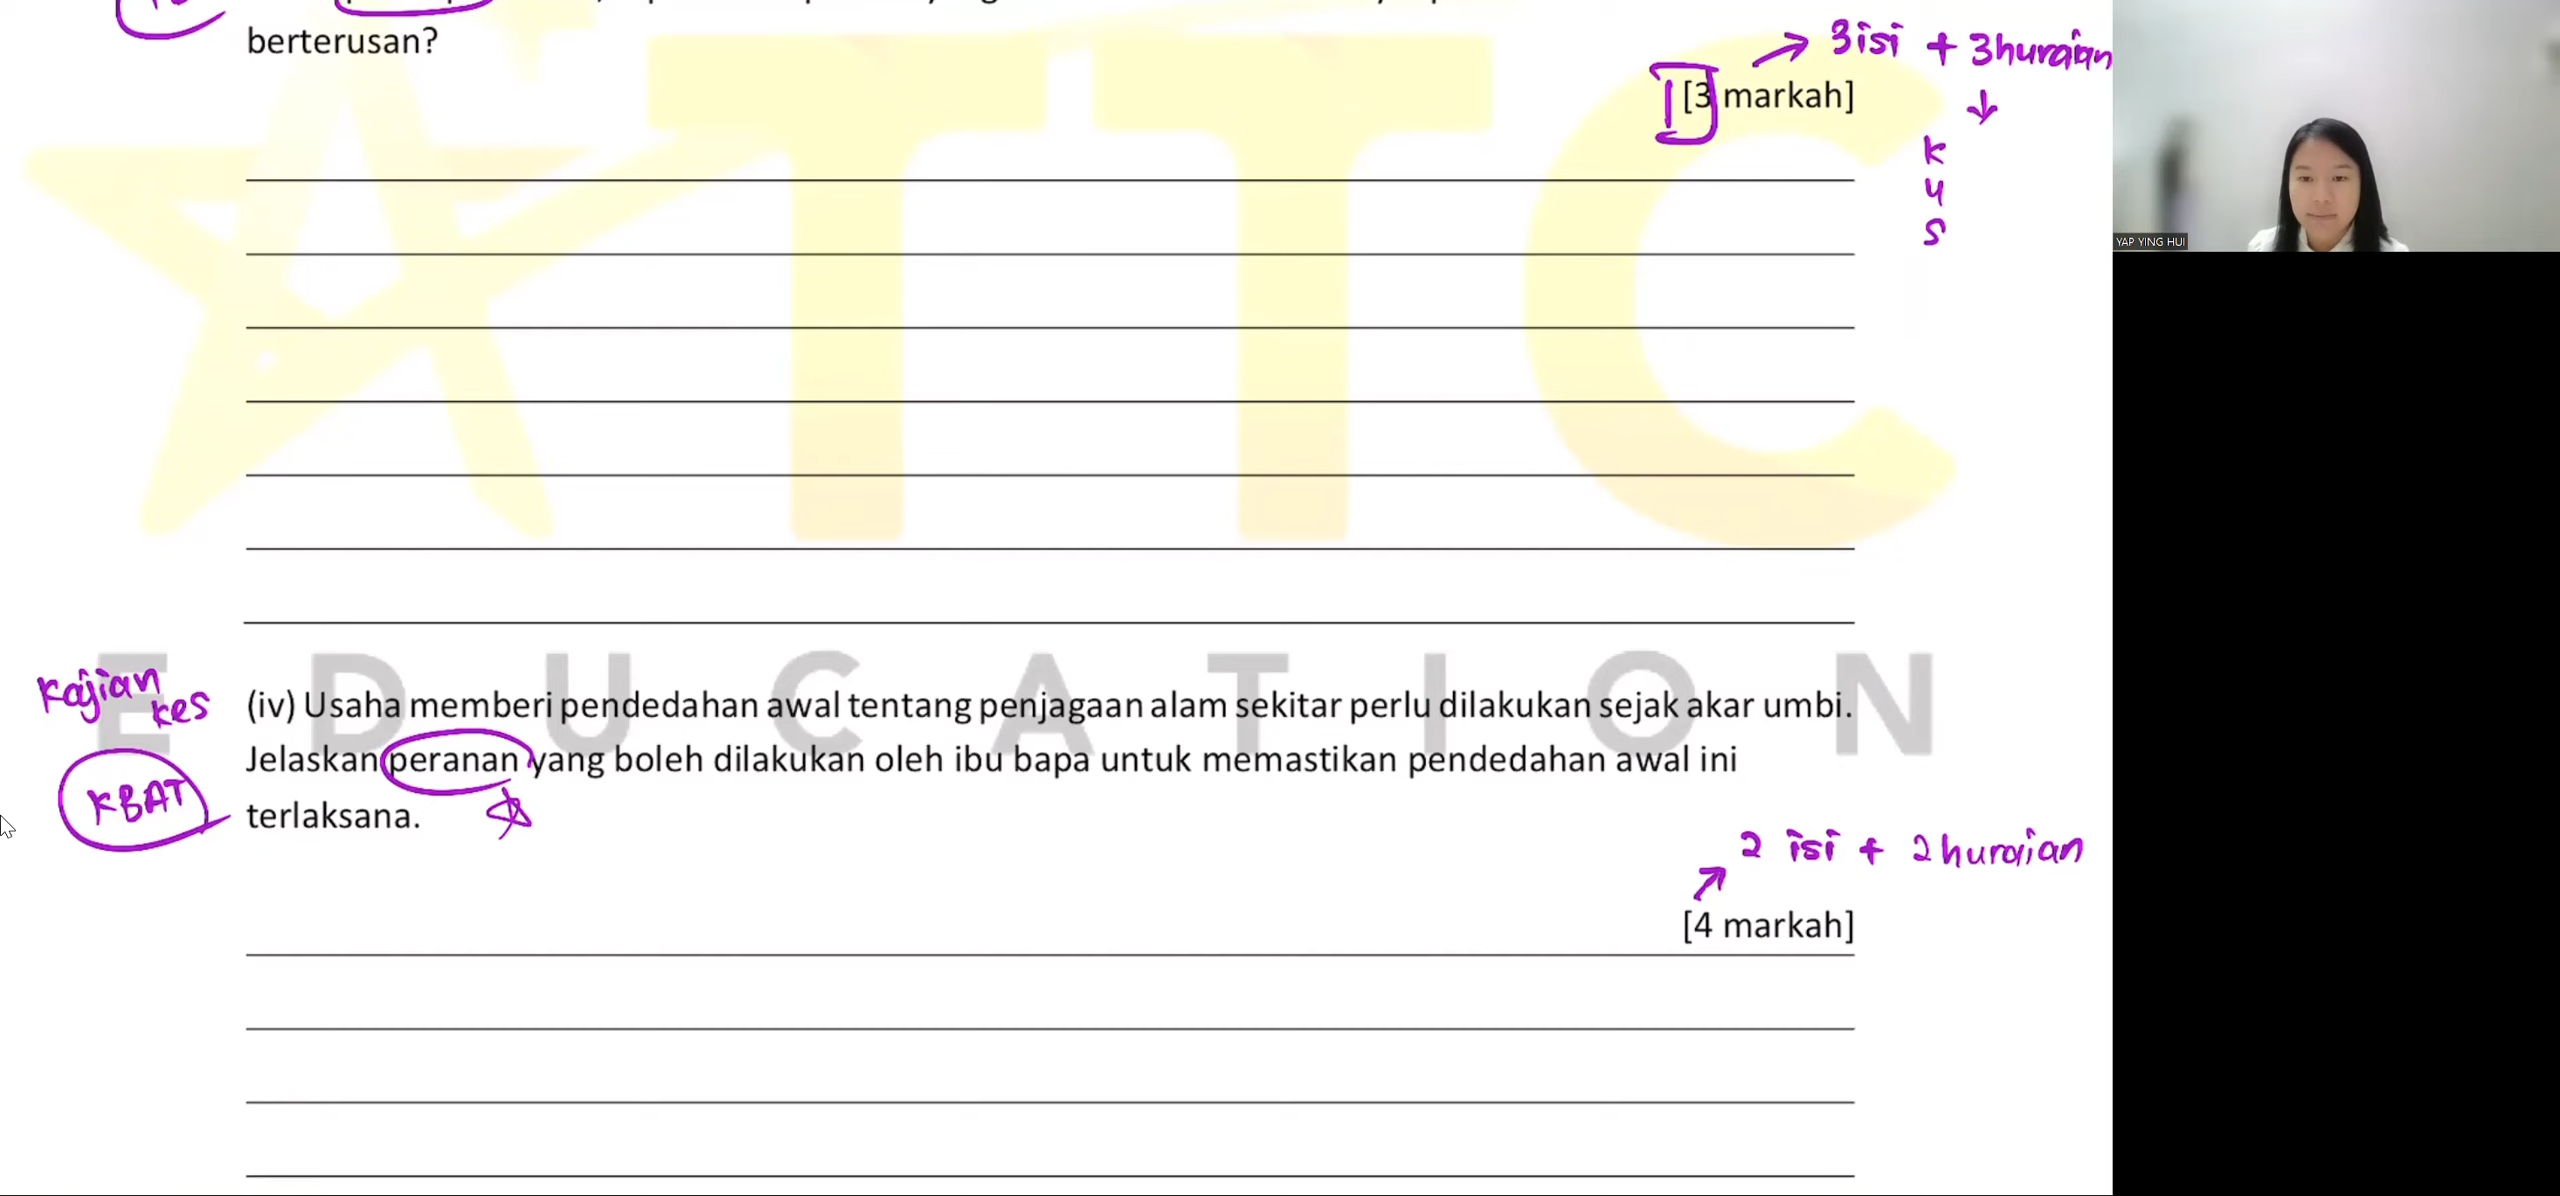 berterusan?
→ 3 isi + 3 huraian
[3 markah]
↓
K
U
S
YAP YING HUI
TTC
EDUCATION
Kajian kes
(iv) Usaha memberi pendedahan awal tentang penjagaan alam sekitar perlu dilakukan sejak akar umbi.
Jelaskan peranan yang boleh dilakukan oleh ibu bapa untuk memastikan pendedahan awal ini
KBAT
terlaksana.
2 isi + 2 huraian
[4 markah]